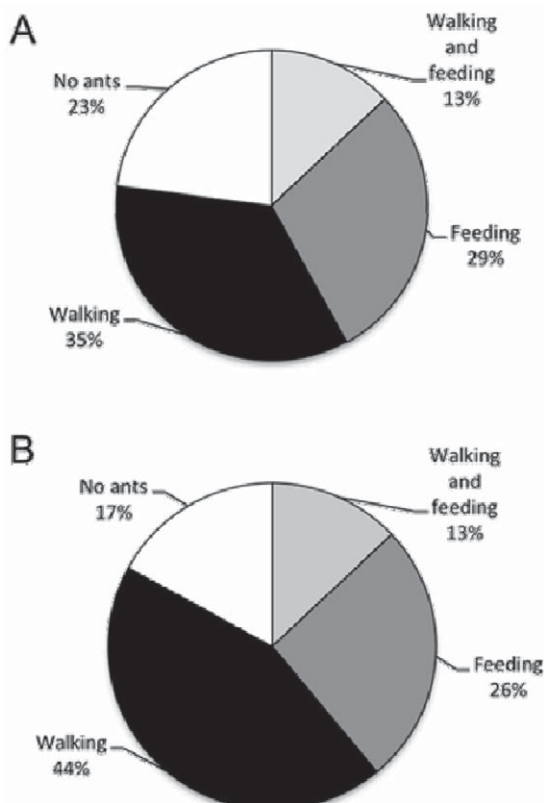 A
Walking
and
feeding
13%
No ants
23%
Feeding
29%
Walking
35%
B
Walking
and
feeding
13%
No ants
17%
Feeding
26%
Walking
44%